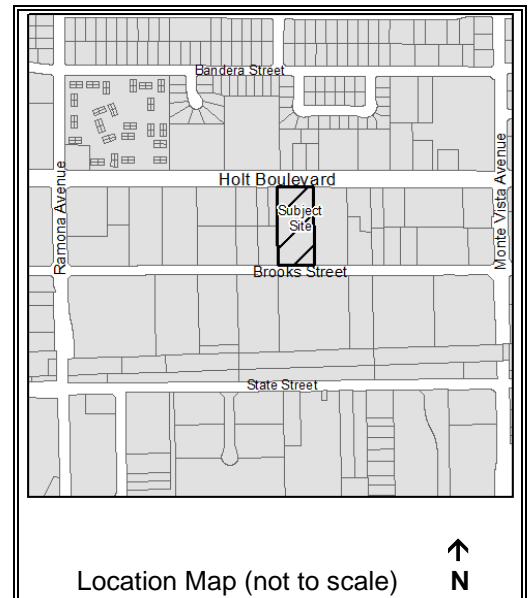 Bandera Street
Holt Boulevard
Ramona Avenue
Subject
Site
Monte Vista Avenue
Brooks Street
State Street
Location Map (not to scale) N